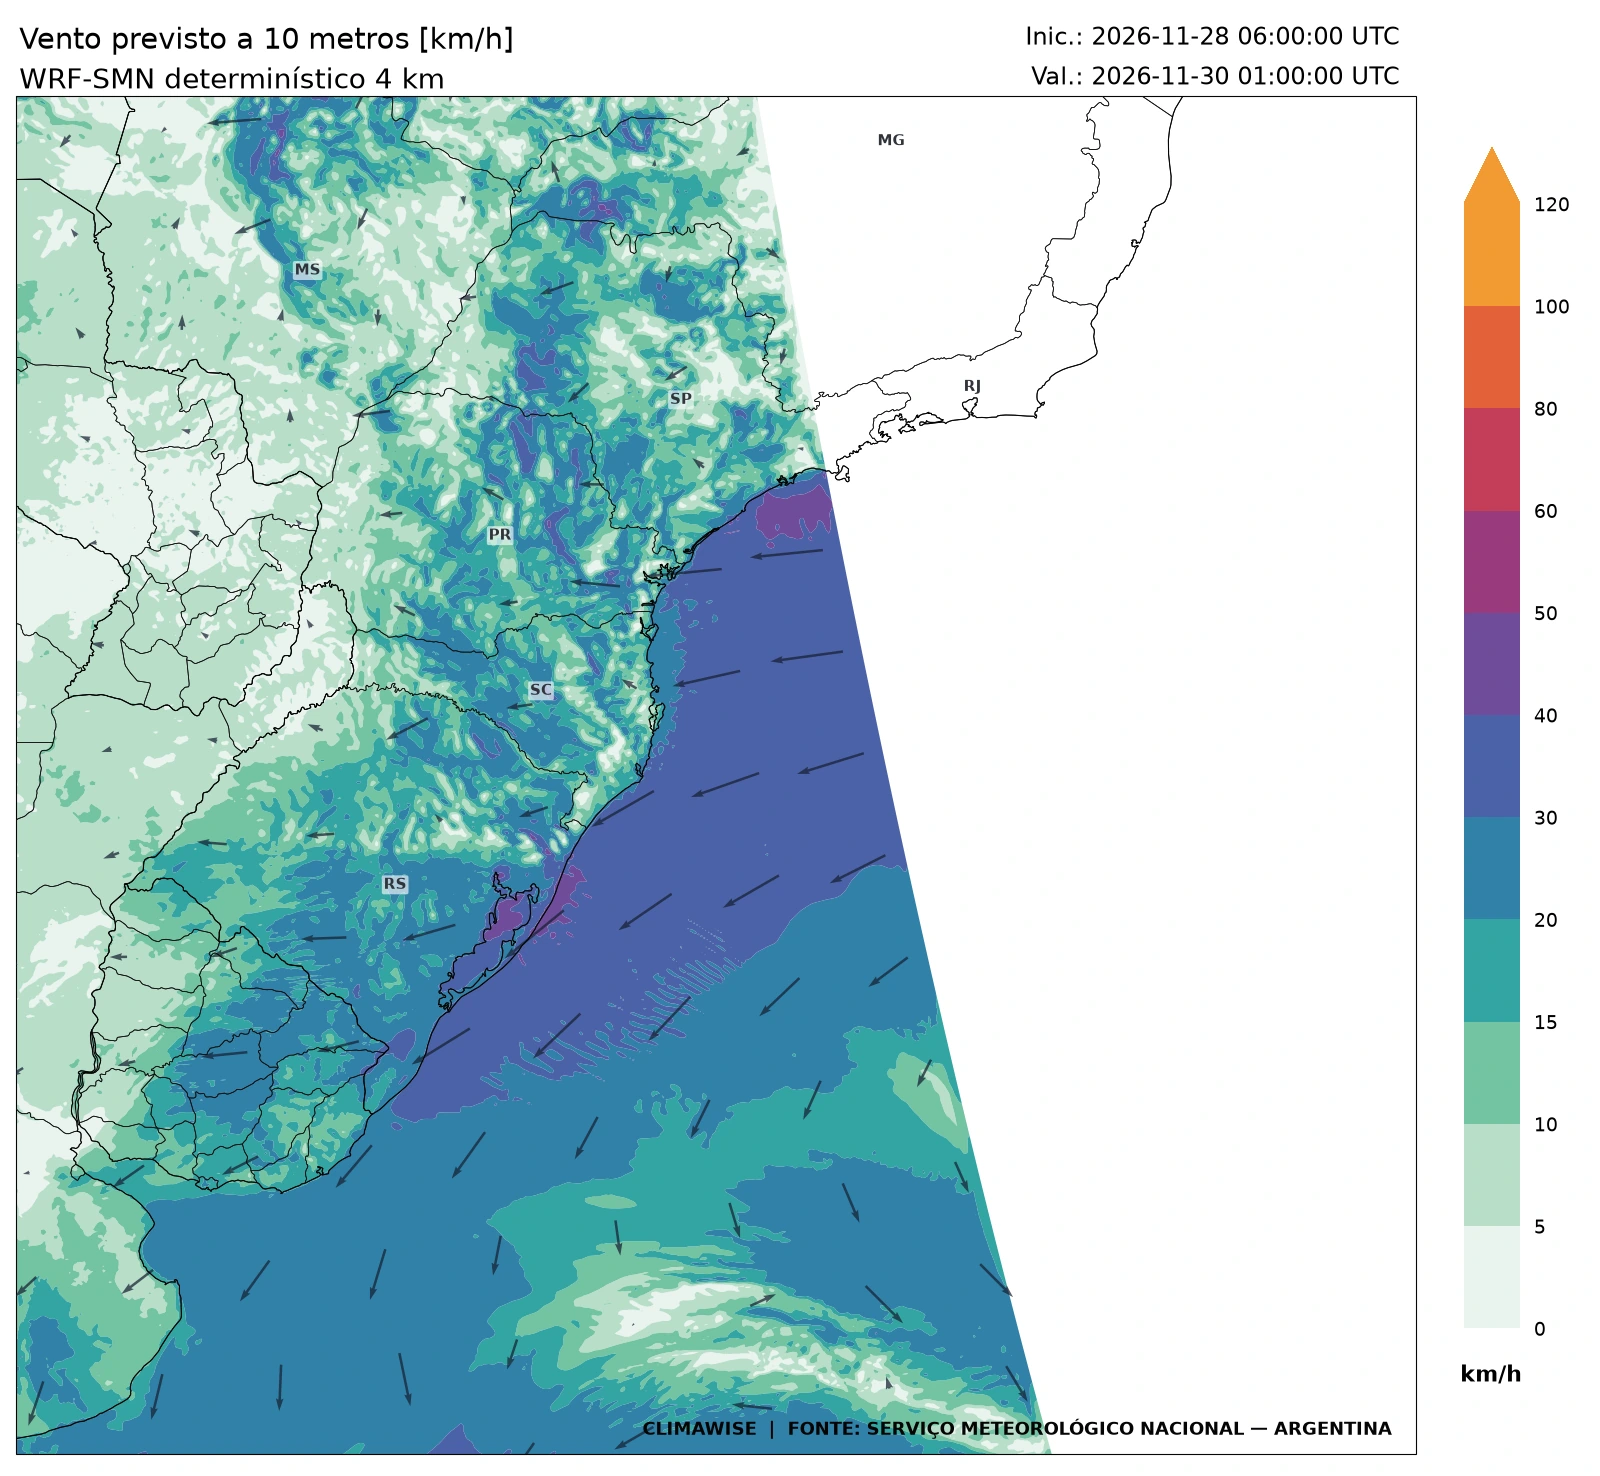 Vento previsto a 10 metros [km/h]
WRF-SMN determinístico 4 km
Inic.: 2026-11-28 06:00:00 UTC
Val.: 2026-11-30 01:00:00 UTC
MG
MS
RJ
SP
PR
SC
RS
120
100
80
60
50
40
30
20
15
10
5
0
km/h
CLIMAWISE | FONTE: SERVIÇO METEOROLÓGICO NACIONAL — ARGENTINA